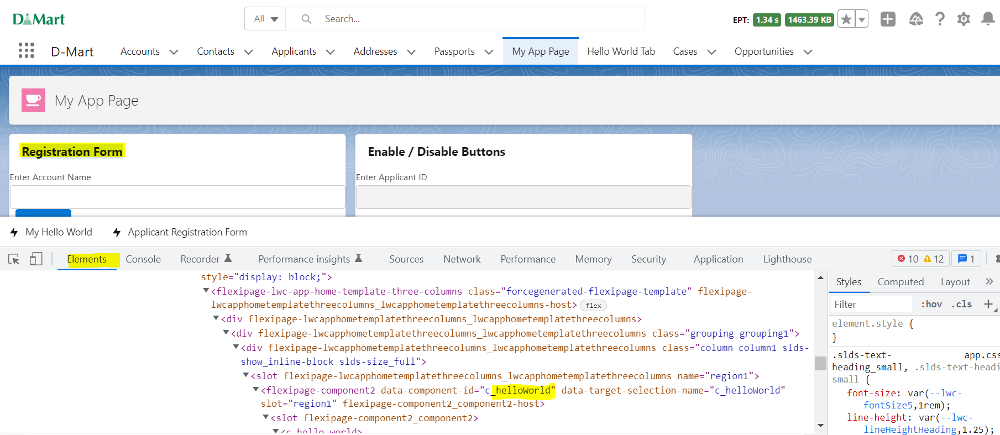 D Mart
All
Search...
EPT: 1.34 s 1463.39 KB
D-Mart Accounts Contacts Applicants Addresses Passports My App Page Hello World Tab Cases Opportunities
My App Page
Registration Form
Enter Account Name
Enable / Disable Buttons
Enter Applicant ID
My Hello World Applicant Registration Form
Elements Console Recorder Performance insights Sources Network Performance Memory Security Application Lighthouse 10 12 1
style="display: block;">
<flexipage-lwc-app-home-template-three-columns class="forcegenerated-flexipage-template" flexipage-
lwcapphometemplatethreecolumns_lwcapphometemplatethreecolumns-host> flex
<div flexipage-lwcapphometemplatethreecolumns_lwcapphometemplatethreecolumns>
<div flexipage-lwcapphometemplatethreecolumns_lwcapphometemplatethreecolumns class="grouping grouping1">
<div flexipage-lwcapphometemplatethreecolumns_lwcapphometemplatethreecolumns class="column column1 slds-
show_inline-block slds-size_full">
<slot flexipage-lwcapphometemplatethreecolumns_lwcapphometemplatethreecolumns name="region1">
<flexipage-component2 data-component-id="c_helloWorld" data-target-selection-name="c_helloWorld"
slot="region1" flexipage-component2_component2-host>
<slot flexipage-component2_component2>
<c-hello-world>
Styles Computed Layout
Filter :hov .cls
element.style {
}
.slds-text- app.css
heading_small, .slds-text-headi
small {
font-size: var(--lwc-
fontSize5,1rem);
line-height: var(--lwc-
lineHeightHeading,1.25);